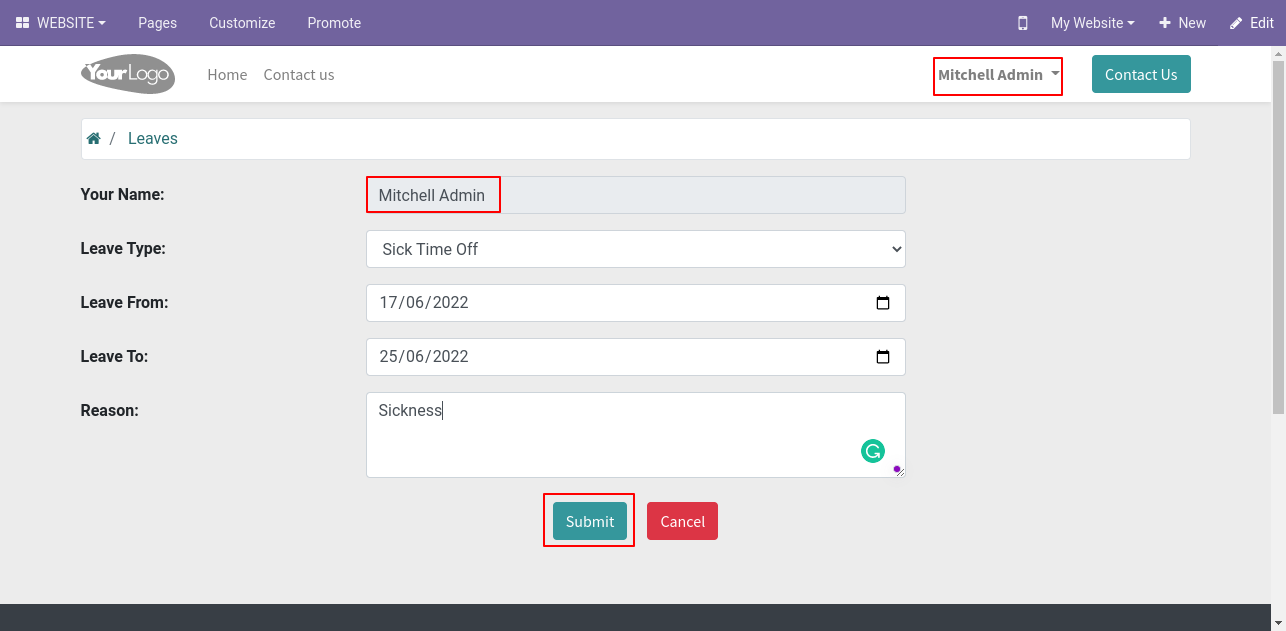 WEBSITE Pages Customize Promote My Website New Edit
YourLogo Home Contact us Mitchell Admin Contact Us
/ Leaves
Your Name: Mitchell Admin
Leave Type: Sick Time Off
Leave From: 17/06/2022
Leave To: 25/06/2022
Reason: Sickness
Submit Cancel